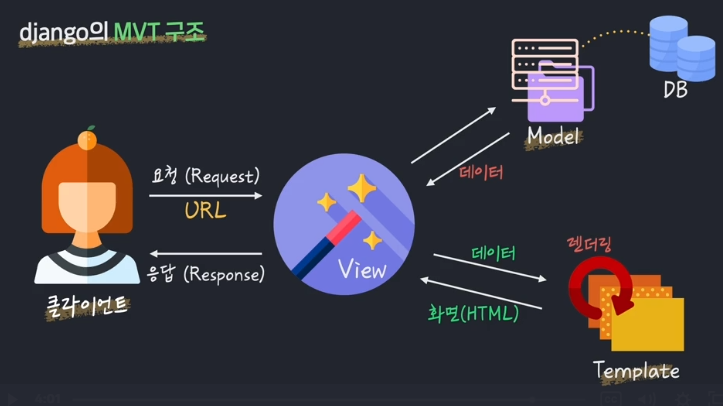 django의 MVT 구조
DB
Model
요청 (Request)
데이터
URL
렌더링
데이터
View
응답 (Response)
화면(HTML)
클라이언트
Template
4:01